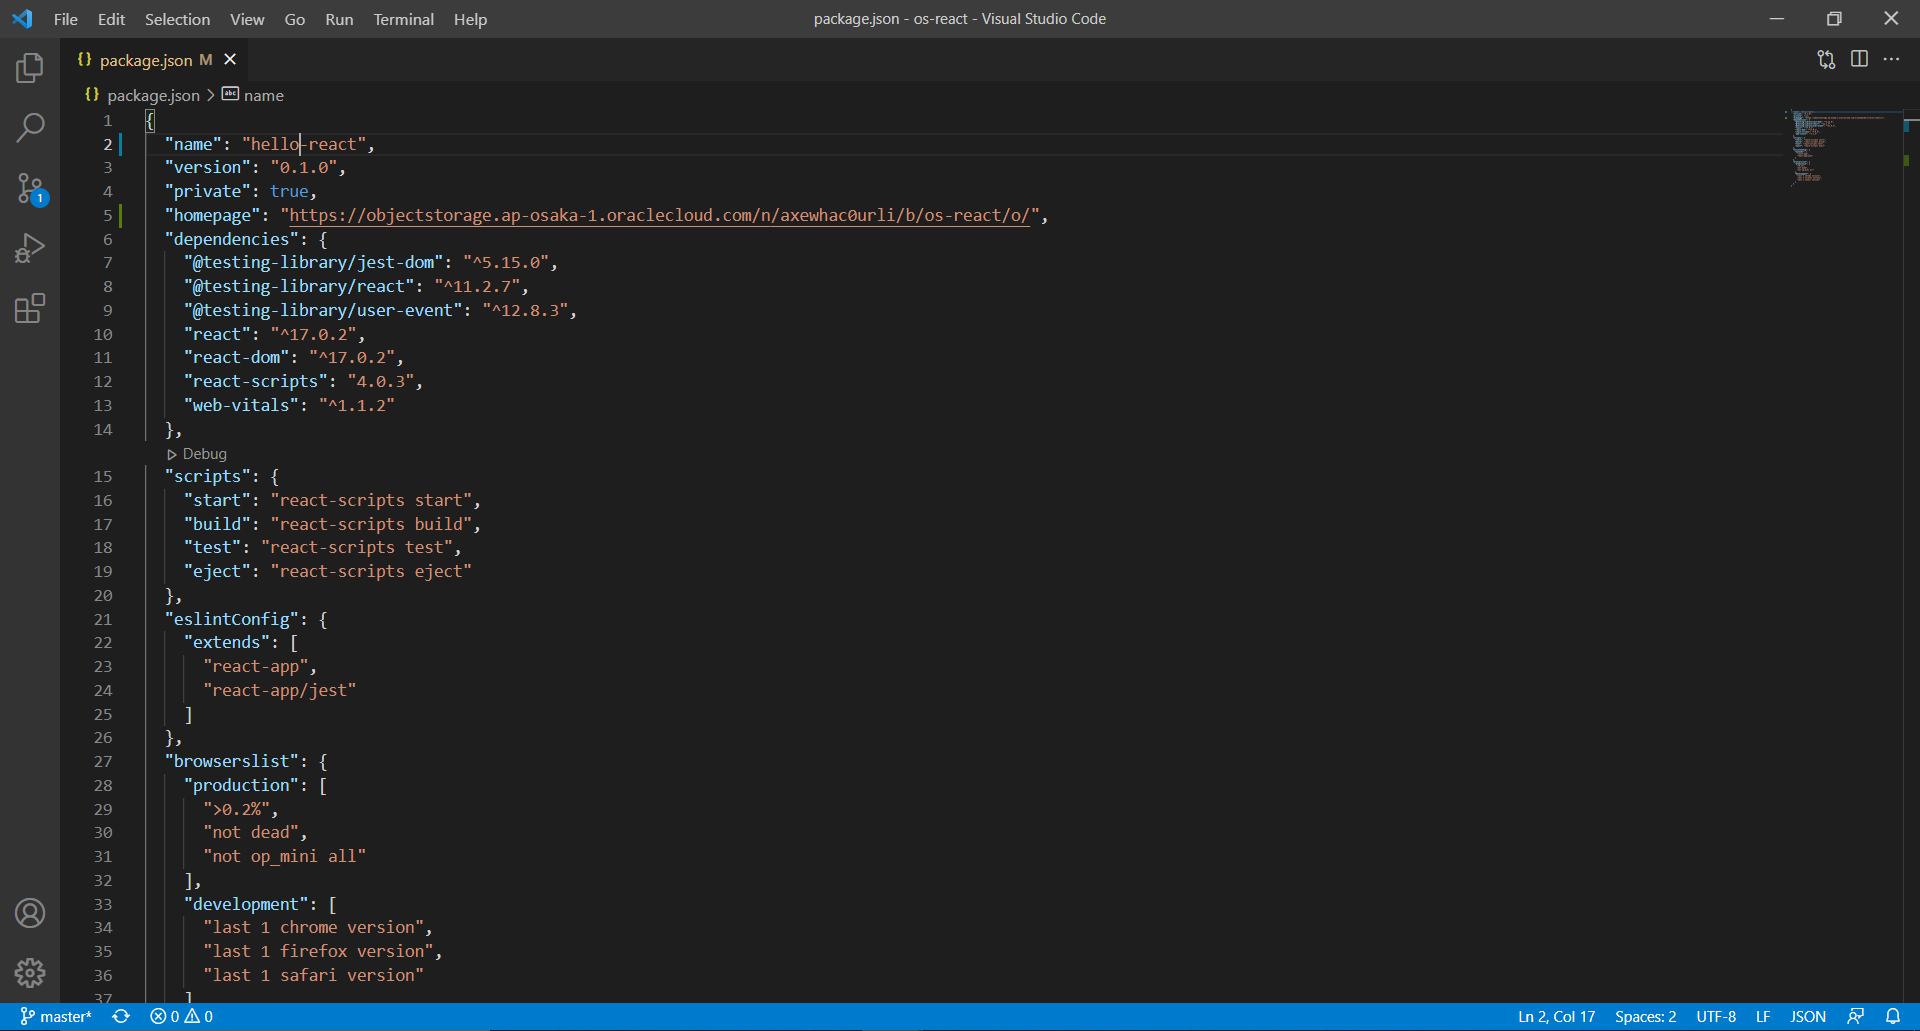 File Edit Selection View Go Run Terminal Help
package.json - os-react - Visual Studio Code
{} package.json M
{} package.json > abc name
1 {
2 "name": "hello-react",
3 "version": "0.1.0",
4 "private": true,
5 "homepage": "https://objectstorage.ap-osaka-1.oraclecloud.com/n/axewhac0urli/b/os-react/o/",
6 "dependencies": {
7 "@testing-library/jest-dom": "^5.15.0",
8 "@testing-library/react": "^11.2.7",
9 "@testing-library/user-event": "^12.8.3",
10 "react": "^17.0.2",
11 "react-dom": "^17.0.2",
12 "react-scripts": "4.0.3",
13 "web-vitals": "^1.1.2"
14 },
Debug
15 "scripts": {
16 "start": "react-scripts start",
17 "build": "react-scripts build",
18 "test": "react-scripts test",
19 "eject": "react-scripts eject"
20 },
21 "eslintConfig": {
22 "extends": [
23 "react-app",
24 "react-app/jest"
25 ]
26 },
27 "browserslist": {
28 "production": [
29 ">0.2%",
30 "not dead",
31 "not op_mini all"
32 ],
33 "development": [
34 "last 1 chrome version",
35 "last 1 firefox version",
36 "last 1 safari version"
37 ]
1
master* 0 0
Ln 2, Col 17 Spaces: 2 UTF-8 LF JSON